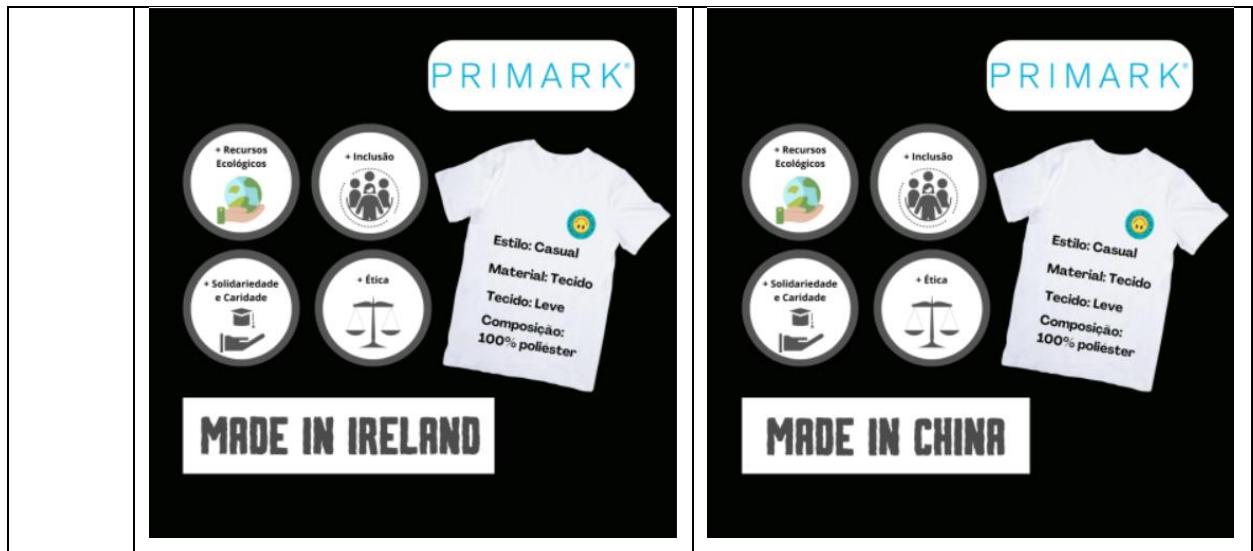 PRIMARK®
+ Recursos
Ecológicos
+ Inclusão
+ Solidariedade
e Caridade
+ Ética
Estilo: Casual
Material: Tecido
Tecido: Leve
Composição:
100% poliéster
MADE IN IRELAND
PRIMARK®
+ Recursos
Ecológicos
+ Inclusão
+ Solidariedade
e Caridade
+ Ética
Estilo: Casual
Material: Tecido
Tecido: Leve
Composição:
100% poliéster
MADE IN CHINA